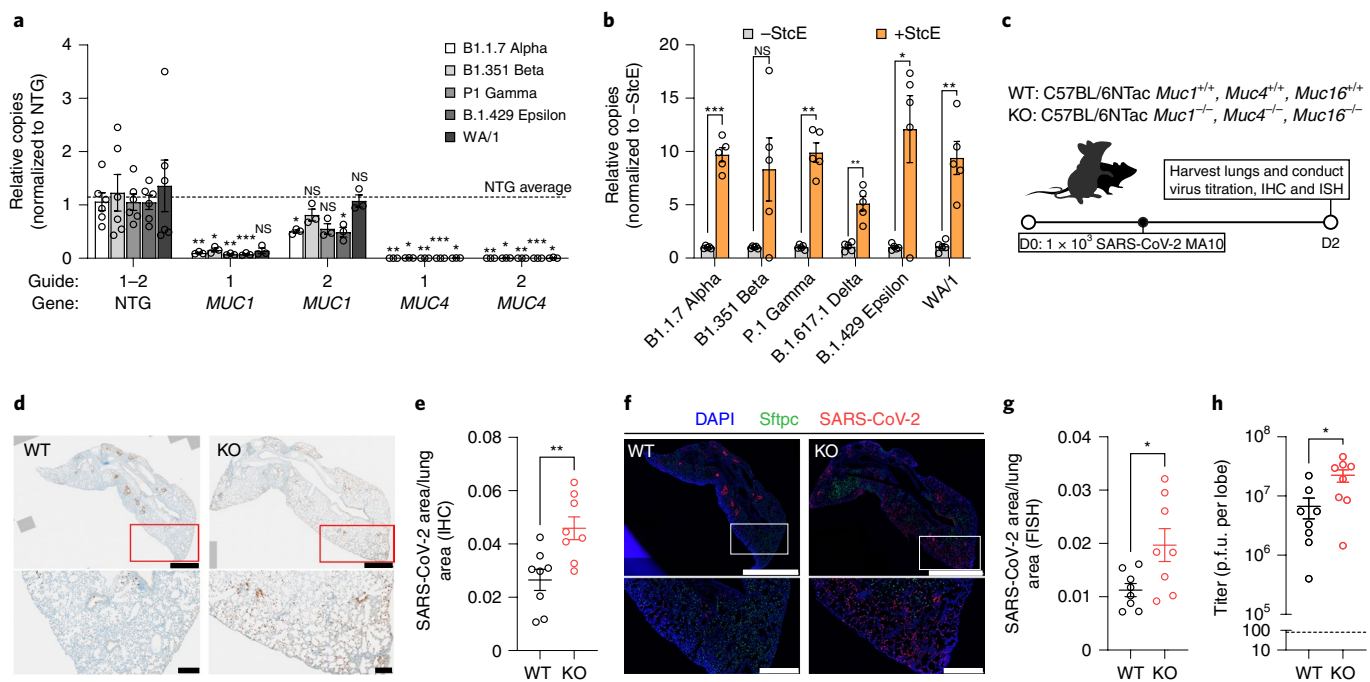 a
Relative copies
(normalized to NTG)
4
3
2
1
0
B1.1.7 Alpha
B1.351 Beta
P1 Gamma
B.1.429 Epsilon
WA/1
NTG average
** * ** *** NS
* NS NS * NS
** * ** *** *
** * ** *** *
Guide: 1–2 1 2 1 2
Gene: NTG MUC1 MUC1 MUC4 MUC4
b
Relative copies
(normalized to –StcE)
20
15
10
5
0
–StcE +StcE
*** NS ** ** * **
B1.1.7 Alpha
B1.351 Beta
P.1 Gamma
B.1.617.1 Delta
B.1.429 Epsilon
WA/1
c
WT: C57BL/6NTac Muc1+/+, Muc4+/+, Muc16+/+
KO: C57BL/6NTac Muc1–/–, Muc4–/–, Muc16–/–
Harvest lungs and conduct
virus titration, IHC and ISH
D0: 1 × 10³ SARS-CoV-2 MA10
D2
d
WT KO
e
SARS-CoV-2 area/lung
area (IHC)
0.08
0.06
0.04
0.02
0
**
WT KO
f
DAPI Sftpc SARS-CoV-2
WT KO
g
SARS-CoV-2 area/lung
area (FISH)
0.04
0.03
0.02
0.01
0
*
WT KO
h
Titer (p.f.u. per lobe)
10⁸
10⁷
10⁶
10⁵
100
10
*
WT KO